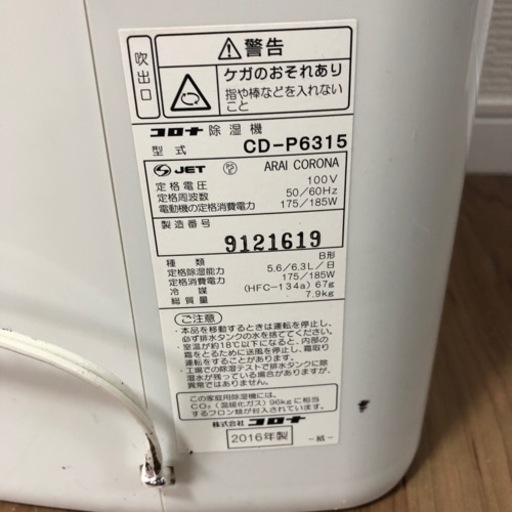 吹出口
警告
ケガのおそれあり
指や棒などを入れない
こと
コロナ 除湿機
型式 CD-P6315
JET PS E ARAI CORONA
定格電圧 100V
定格周波数 50/60Hz
電動機の定格消費電力 175/185W
製造番号
9121619
種類 B形
定格除湿能力 5.6/6.3L/日
175/185W
冷媒 (HFC-134a) 67g
総質量 7.9kg
ご注意
・本品を移動するときは運転を停止し、
必ず排水タンクの水を捨ててください。
・室温が約18℃以下になると、内部の
霜をとるために送風を停止し、霜取り
運転をすることがあります。
・工場での除湿テストで排水タンクに除
湿水が残っている場合がありますが、
異常ではありません。
この家庭用除湿機には
CO₂(温暖化ガス)96kgに相当
するフロン類が封入されています。
株式会社 コロナ
2016年製 -紙-